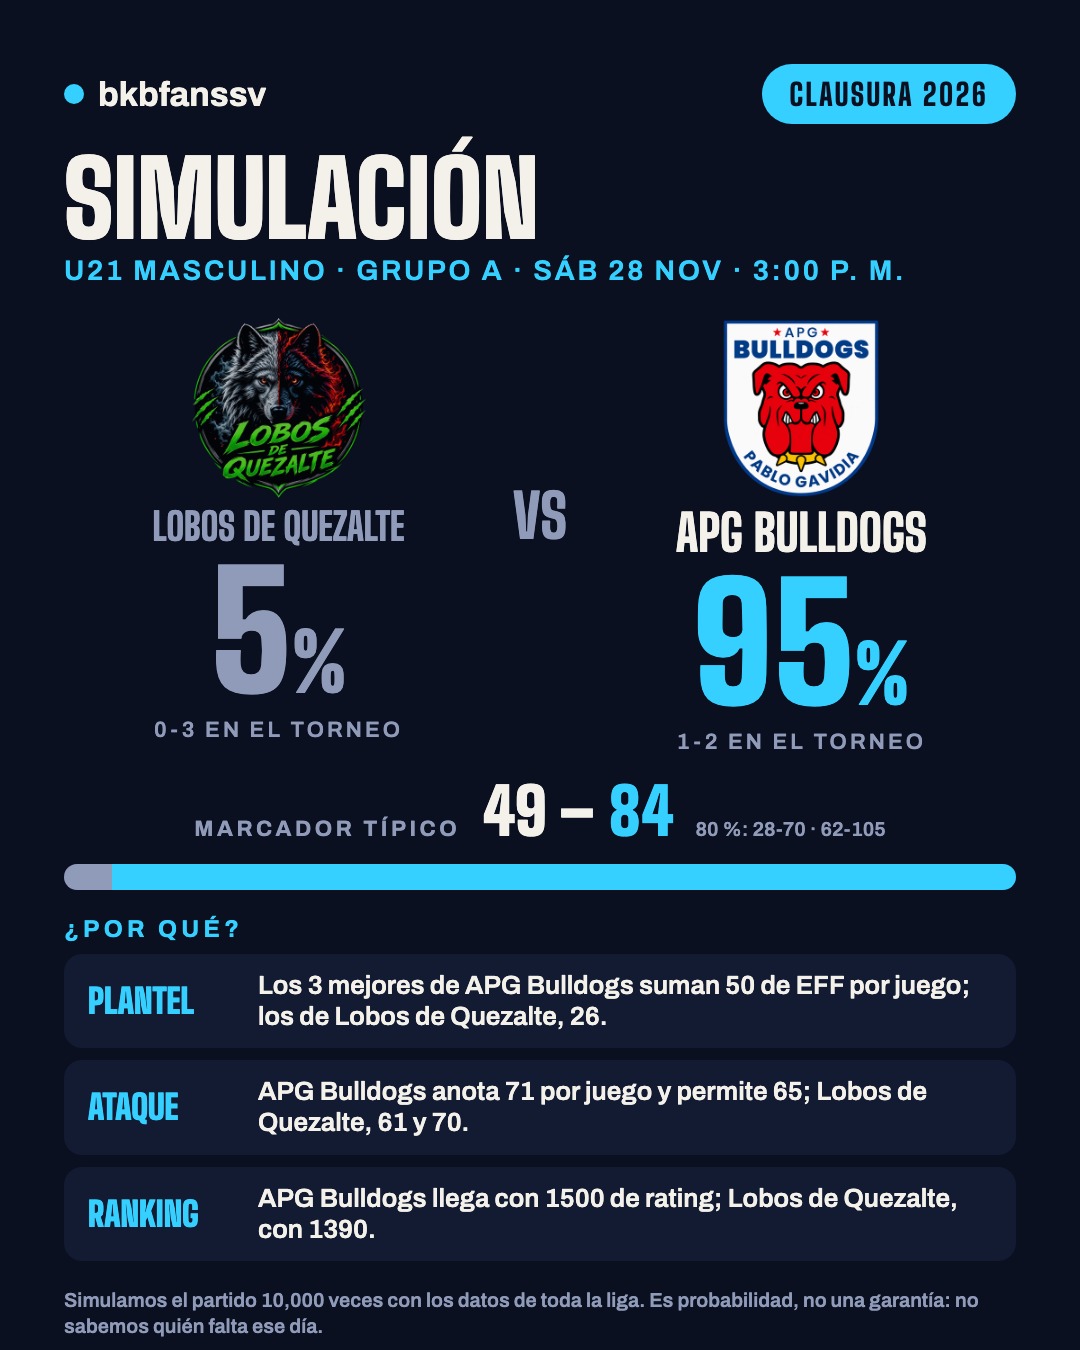 bkbfanssv
CLAUSURA 2026
SIMULACIÓN
U21 MASCULINO · GRUPO A · SÁB 28 NOV · 3:00 P. M.
LOBOS
DE
QUEZALTE
APG
BULLDOGS
PABLO GAVIDIA
LOBOS DE QUEZALTE
VS
APG BULLDOGS
5%
95%
0-3 EN EL TORNEO
1-2 EN EL TORNEO
MARCADOR TÍPICO 49 – 84 80 %: 28-70 · 62-105
¿POR QUÉ?
PLANTEL
Los 3 mejores de APG Bulldogs suman 50 de EFF por juego;
los de Lobos de Quezalte, 26.
ATAQUE
APG Bulldogs anota 71 por juego y permite 65; Lobos de
Quezalte, 61 y 70.
RANKING
APG Bulldogs llega con 1500 de rating; Lobos de Quezalte,
con 1390.
Simulamos el partido 10,000 veces con los datos de toda la liga. Es probabilidad, no una garantía: no
sabemos quién falta ese día.